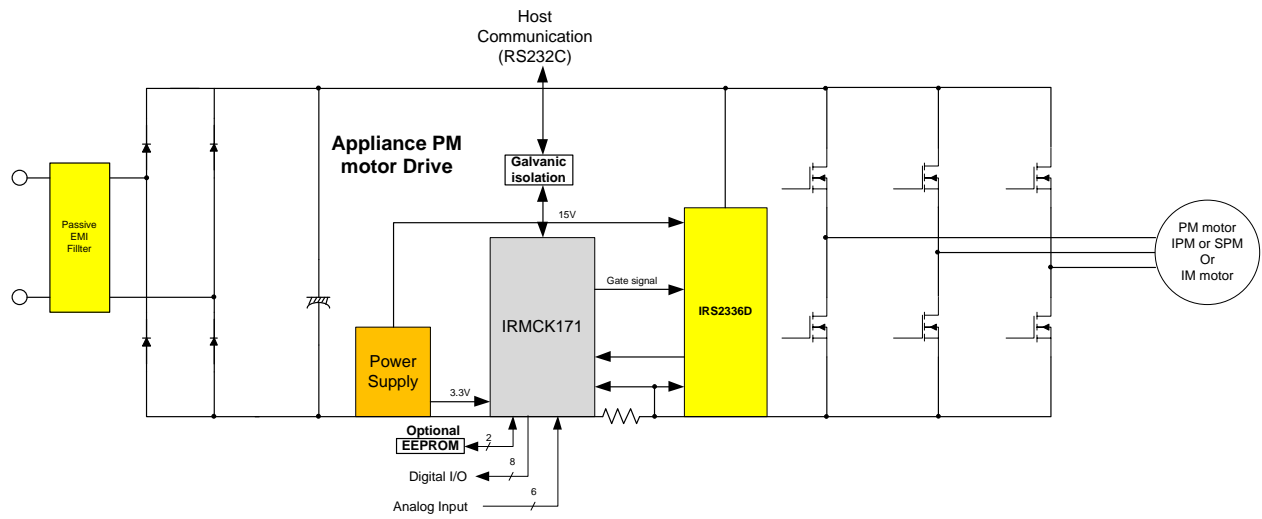 Host
Communication
(RS232C)
Appliance PM
motor Drive
Galvanic
isolation
Passive
EMI
Fillter
15V
Gate signal
IRS2336D
IRMCK171
PM motor
IPM or SPM
Or
IM motor
Power
Supply
3.3V
Optional
EEPROM
2
Digital I/O
8
Analog Input
6